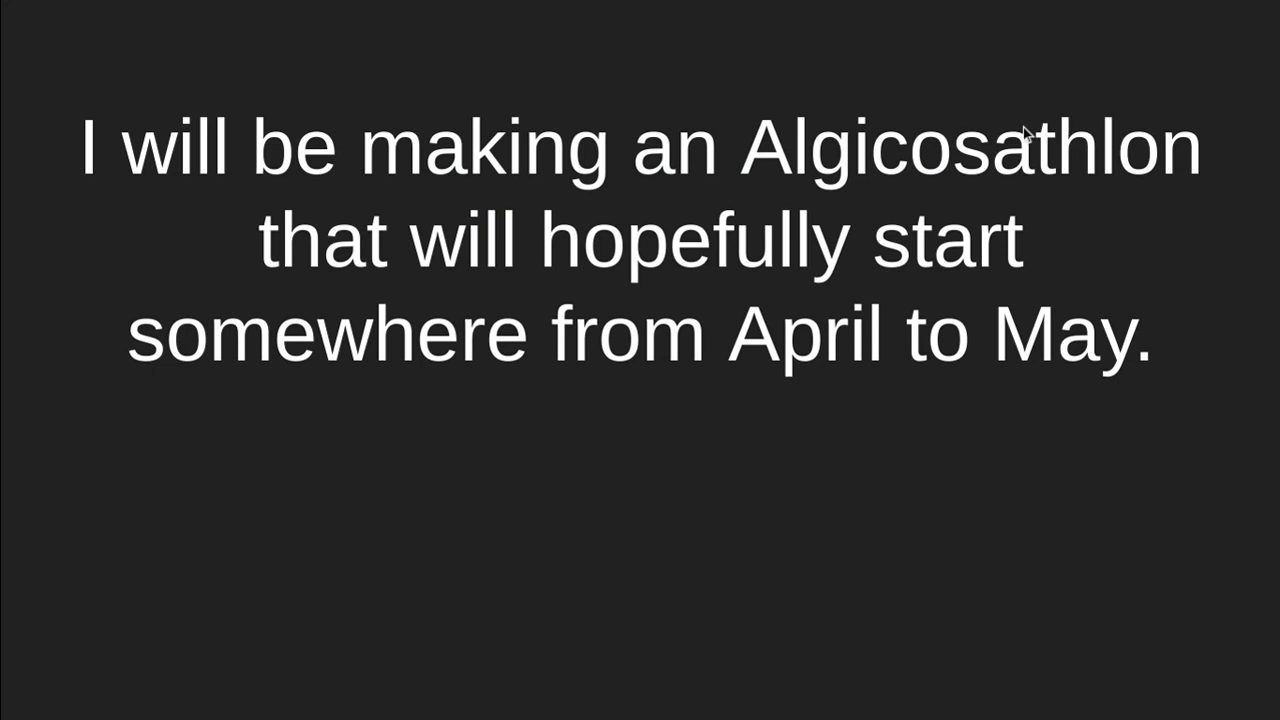 I will be making an Algicosathlon
that will hopefully start
somewhere from April to May.